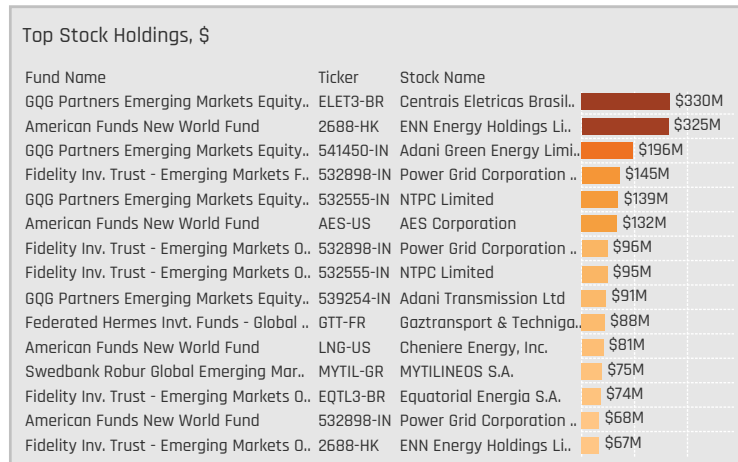 Top Stock Holdings, $
Fund Name Ticker Stock Name
GQG Partners Emerging Markets Equity.. ELET3-BR Centrais Eletricas Brasil.. $330M
American Funds New World Fund 2688-HK ENN Energy Holdings Li.. $325M
GQG Partners Emerging Markets Equity.. 541450-IN Adani Green Energy Limi.. $196M
Fidelity Inv. Trust - Emerging Markets F.. 532898-IN Power Grid Corporation .. $145M
GQG Partners Emerging Markets Equity.. 532555-IN NTPC Limited $139M
American Funds New World Fund AES-US AES Corporation $132M
Fidelity Inv. Trust - Emerging Markets O.. 532898-IN Power Grid Corporation .. $96M
Fidelity Inv. Trust - Emerging Markets O.. 532555-IN NTPC Limited $95M
GQG Partners Emerging Markets Equity.. 539254-IN Adani Transmission Ltd $91M
Federated Hermes Invt. Funds - Global .. GTT-FR Gaztransport & Techniga.. $88M
American Funds New World Fund LNG-US Cheniere Energy, Inc. $81M
Swedbank Robur Global Emerging Mar.. MYTIL-GR MYTILINEOS S.A. $75M
Fidelity Inv. Trust - Emerging Markets O.. EQTL3-BR Equatorial Energia S.A. $74M
American Funds New World Fund 532898-IN Power Grid Corporation .. $68M
Fidelity Inv. Trust - Emerging Markets O.. 2688-HK ENN Energy Holdings Li.. $67M